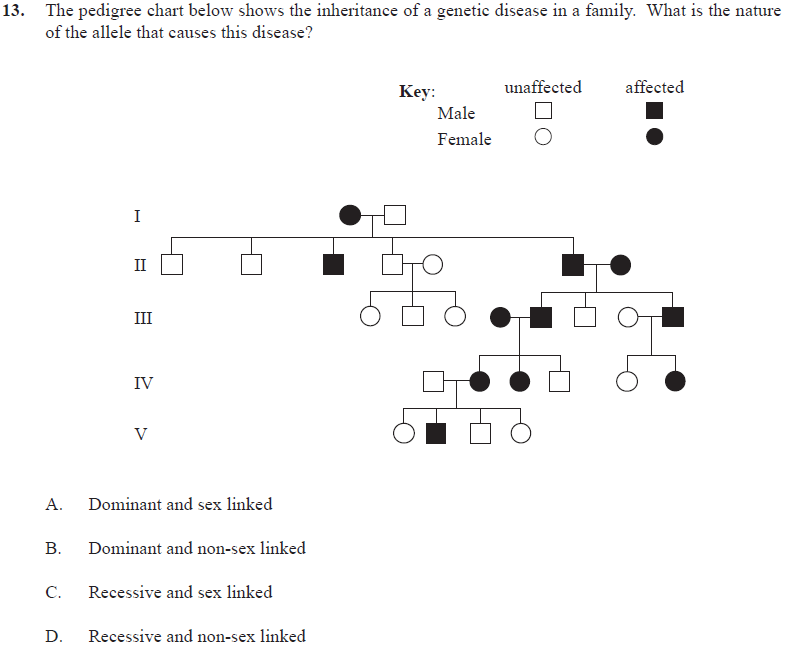 13. The pedigree chart below shows the inheritance of a genetic disease in a family. What is the nature
of the allele that causes this disease?
Key: unaffected affected
Male
Female
I
II
III
IV
V
A. Dominant and sex linked
B. Dominant and non-sex linked
C. Recessive and sex linked
D. Recessive and non-sex linked